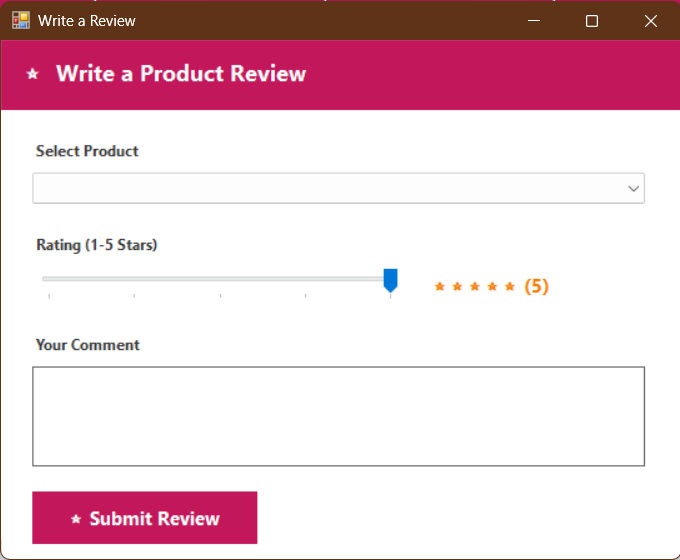 Write a Review
★ Write a Product Review
Select Product
Rating (1-5 Stars)
★ ★ ★ ★ ★ (5)
Your Comment
★ Submit Review